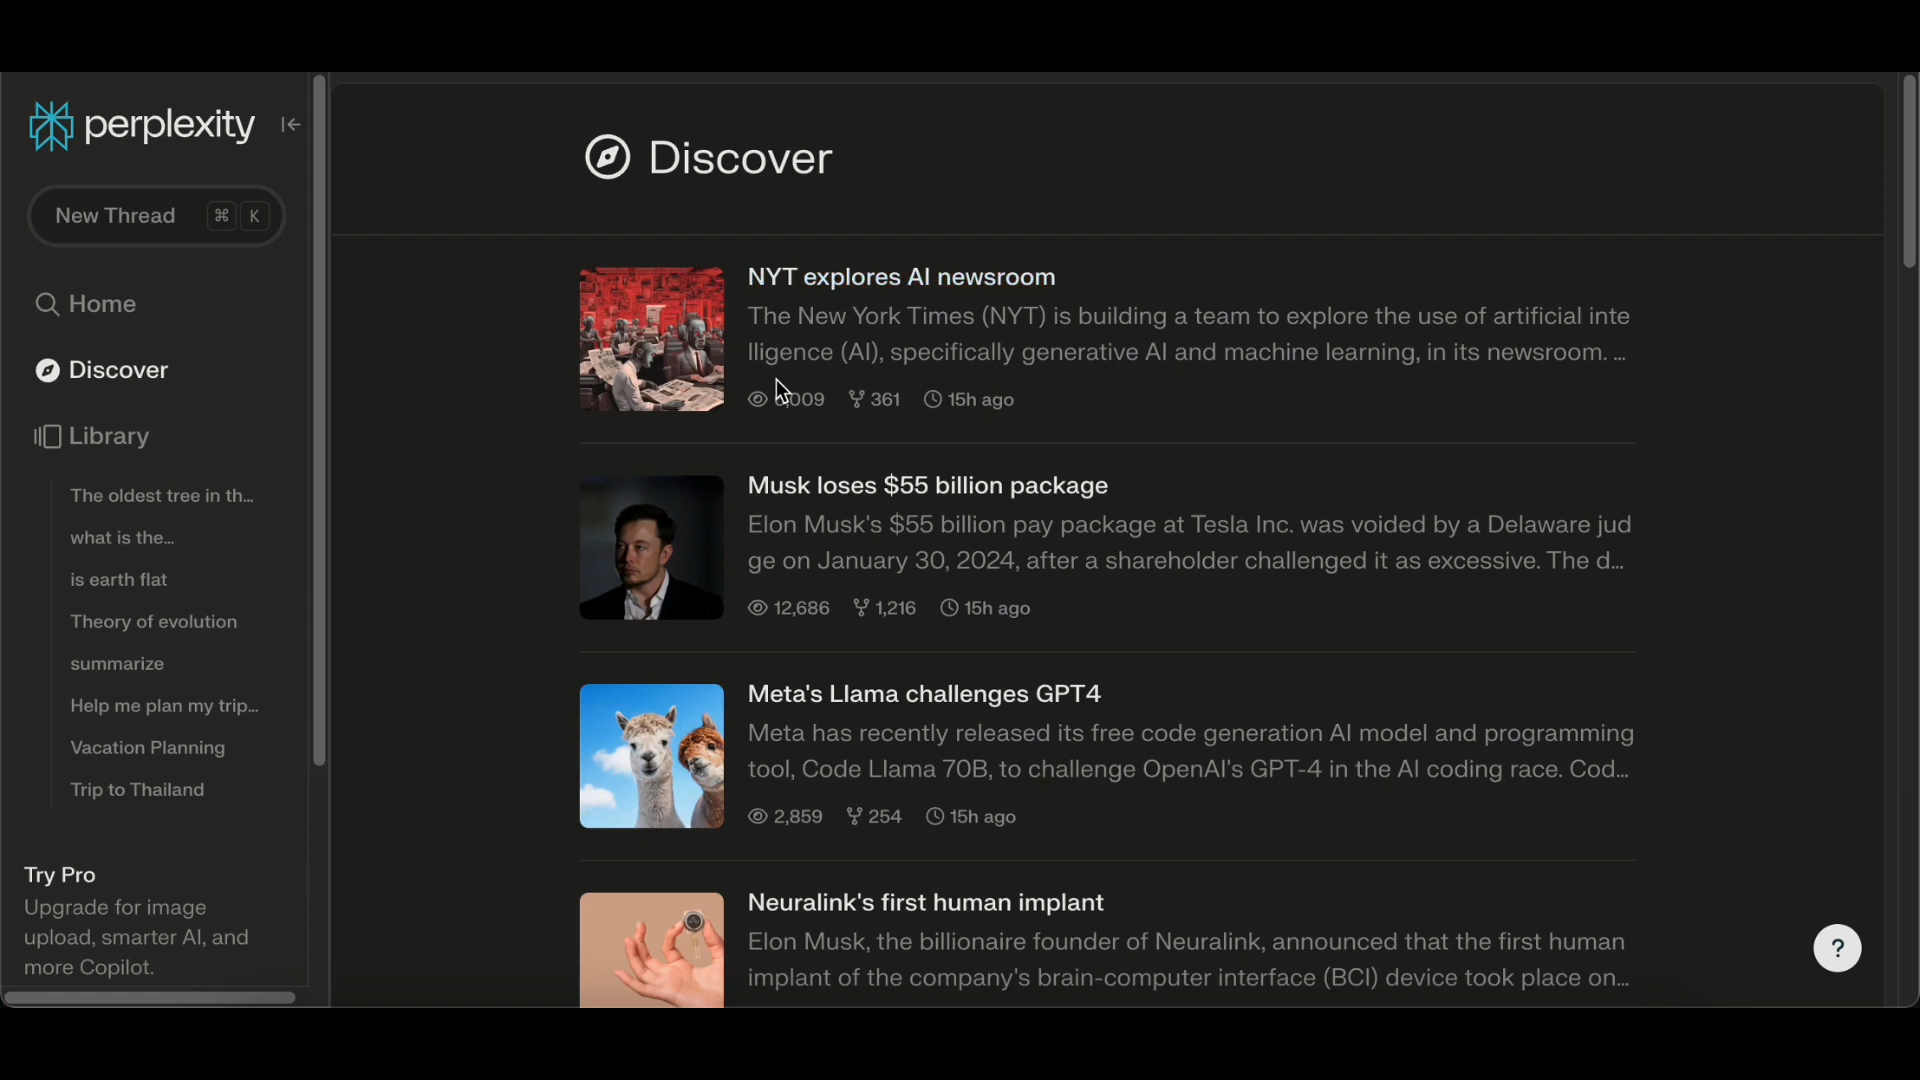 perplexity
New Thread ⌘ K
Home
Discover
Library
The oldest tree in th...
what is the...
is earth flat
Theory of evolution
summarize
Help me plan my trip...
Vacation Planning
Trip to Thailand
Try Pro
Upgrade for image
upload, smarter AI, and
more Copilot.
Discover
NYT explores AI newsroom
The New York Times (NYT) is building a team to explore the use of artificial inte
lligence (AI), specifically generative AI and machine learning, in its newsroom. ...
361 15h ago
Musk loses $55 billion package
Elon Musk's $55 billion pay package at Tesla Inc. was voided by a Delaware jud
ge on January 30, 2024, after a shareholder challenged it as excessive. The d...
12,686 1,216 15h ago
Meta's Llama challenges GPT4
Meta has recently released its free code generation AI model and programming
tool, Code Llama 70B, to challenge OpenAI's GPT-4 in the AI coding race. Cod...
2,859 254 15h ago
Neuralink's first human implant
Elon Musk, the billionaire founder of Neuralink, announced that the first human
implant of the company's brain-computer interface (BCI) device took place on...
?